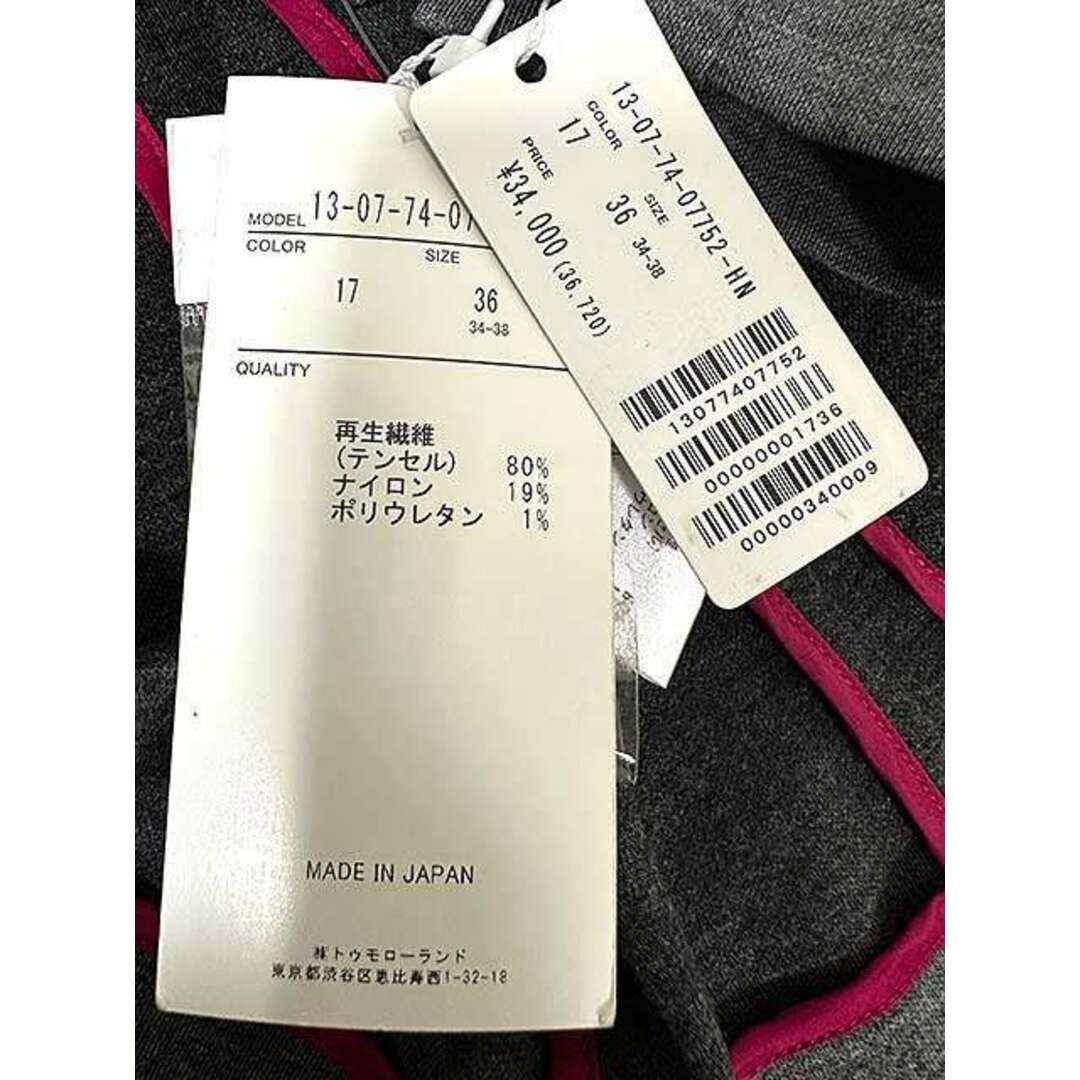 MODEL 13-07-74-07
COLOR SIZE
17 36
34-38
QUALITY
再生繊維
(テンセル) 80%
ナイロン 19%
ポリウレタン 1%
MADE IN JAPAN
㈱トゥモローランド
東京都渋谷区恵比寿西1-32-18
13-07-74-07752-HN
COLOR SIZE
17 36 34-38
PRICE
¥34,000(36,720)
13077407752
00000001736
00000340009